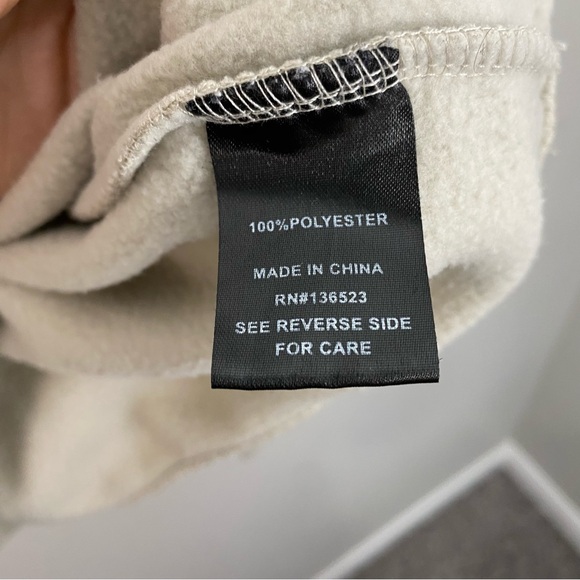 100%POLYESTER
MADE IN CHINA
RN#136523
SEE REVERSE SIDE
FOR CARE